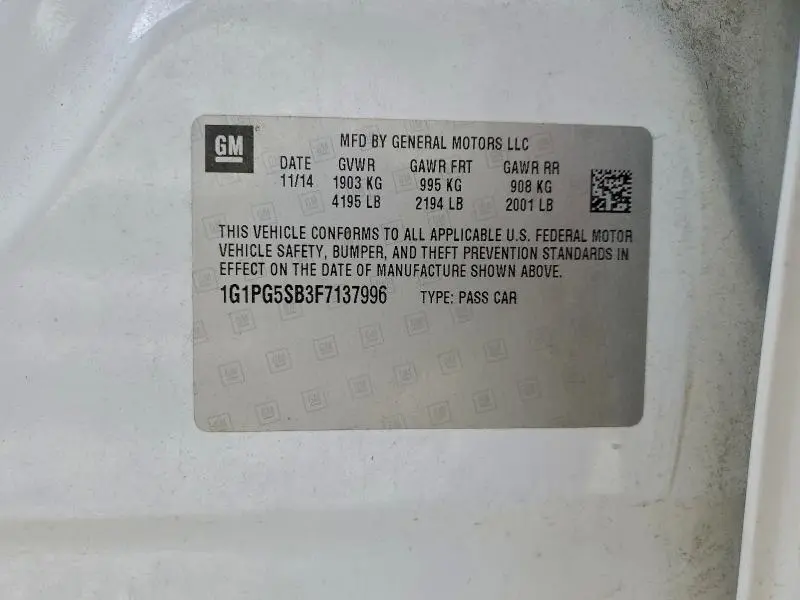 GM
MFD BY GENERAL MOTORS LLC
DATE GVWR GAWR FRT GAWR RR
11/14 1903 KG 995 KG 908 KG
4195 LB 2194 LB 2001 LB
THIS VEHICLE CONFORMS TO ALL APPLICABLE U.S. FEDERAL MOTOR
VEHICLE SAFETY, BUMPER, AND THEFT PREVENTION STANDARDS IN
EFFECT ON THE DATE OF MANUFACTURE SHOWN ABOVE.
1G1PG5SB3F7137996 TYPE: PASS CAR